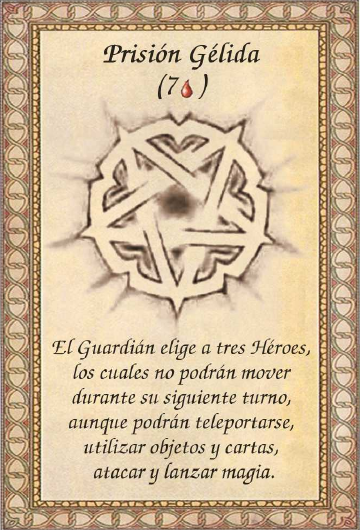 Prisión Gélida
(7)
El Guardián elige a tres Héroes,
los cuales no podrán mover
durante su siguiente turno,
aunque podrán teleportarse,
utilizar objetos y cartas,
atacar y lanzar magia.